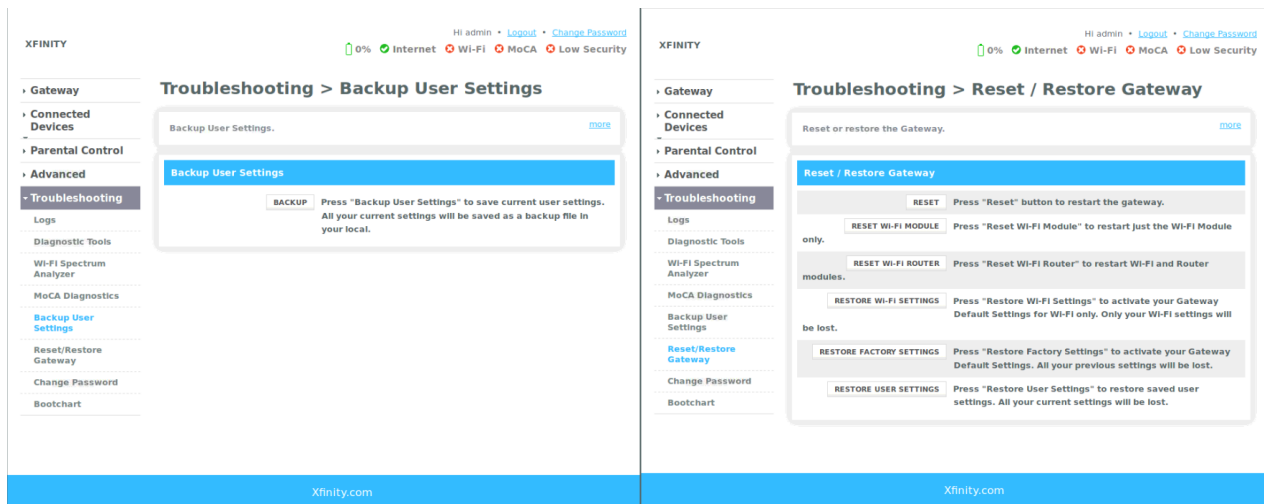 XFINITY
Hi admin • Logout • Change Password
0% Internet Wi-Fi MoCA Low Security
Gateway
Connected
Devices
Parental Control
Advanced
Troubleshooting
Logs
Diagnostic Tools
Wi-Fi Spectrum
Analyzer
MoCA Diagnostics
Backup User
Settings
Reset/Restore
Gateway
Change Password
Bootchart
Troubleshooting > Backup User Settings
Backup User Settings. more
Backup User Settings
BACKUP Press "Backup User Settings" to save current user settings.
All your current settings will be saved as a backup file in
your local.
Xfinity.com
XFINITY
Hi admin • Logout • Change Password
0% Internet Wi-Fi MoCA Low Security
Gateway
Connected
Devices
Parental Control
Advanced
Troubleshooting
Logs
Diagnostic Tools
Wi-Fi Spectrum
Analyzer
MoCA Diagnostics
Backup User
Settings
Reset/Restore
Gateway
Change Password
Bootchart
Troubleshooting > Reset / Restore Gateway
Reset or restore the Gateway. more
Reset / Restore Gateway
RESET Press "Reset" button to restart the gateway.
RESET Wi-Fi MODULE Press "Reset Wi-Fi Module" to restart just the Wi-Fi Module
only.
RESET Wi-Fi ROUTER Press "Reset Wi-Fi Router" to restart Wi-Fi and Router
modules.
RESTORE Wi-Fi SETTINGS Press "Restore Wi-Fi Settings" to activate your Gateway
Default Settings for Wi-Fi only. Only your Wi-Fi settings will
be lost.
RESTORE FACTORY SETTINGS Press "Restore Factory Settings" to activate your Gateway
Default Settings. All your previous settings will be lost.
RESTORE USER SETTINGS Press "Restore User Settings" to restore saved user
settings. All your current settings will be lost.
Xfinity.com